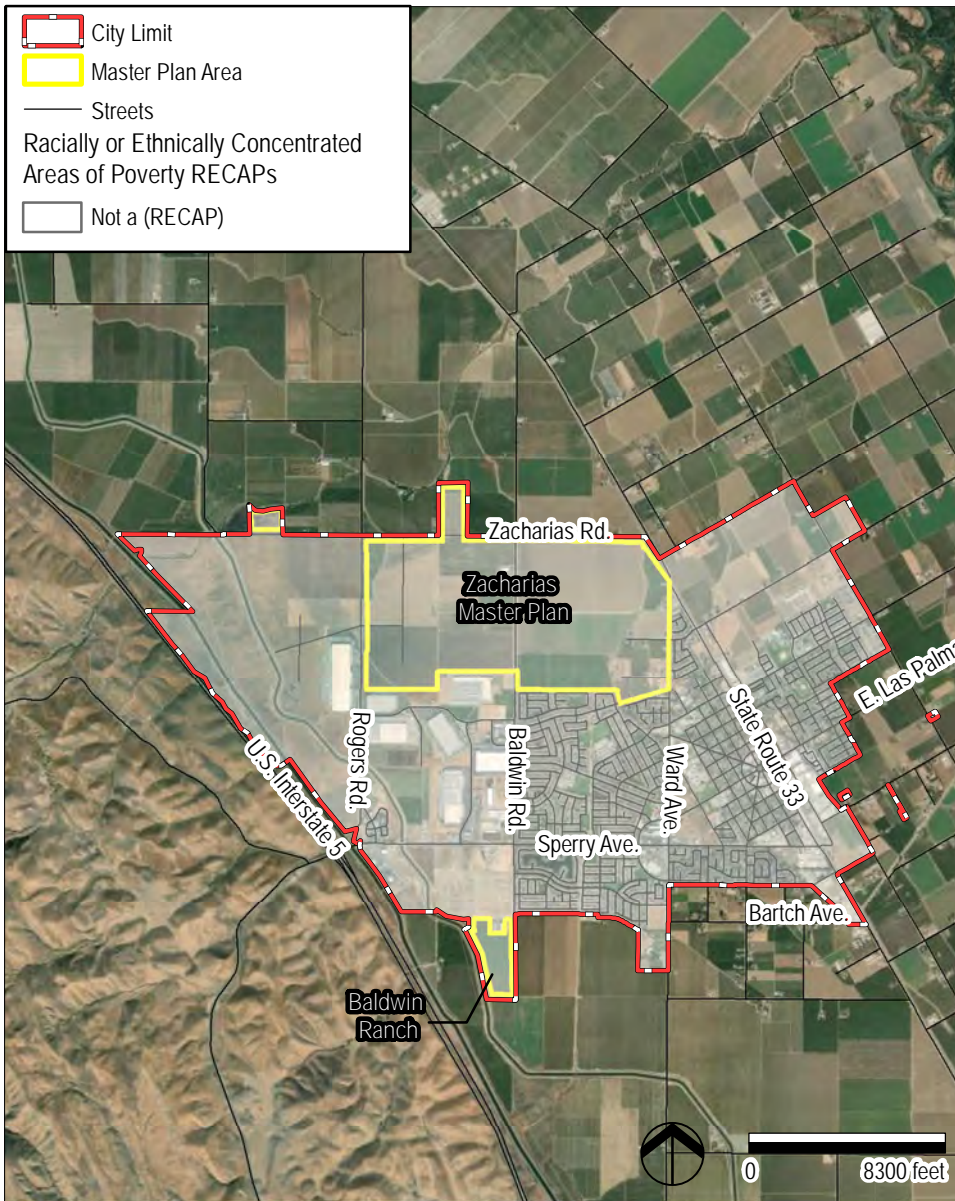 City Limit
Master Plan Area
Streets
Racially or Ethnically Concentrated
Areas of Poverty RECAPs
Not a (RECAP)
Zacharias Rd.
Zacharias
Master Plan
E. Las Palma
State Route 33
Rogers Rd.
Baldwin Rd.
Ward Ave.
U.S. Interstate 5
Sperry Ave.
Bartch Ave.
Baldwin
Ranch
0
8300 feet